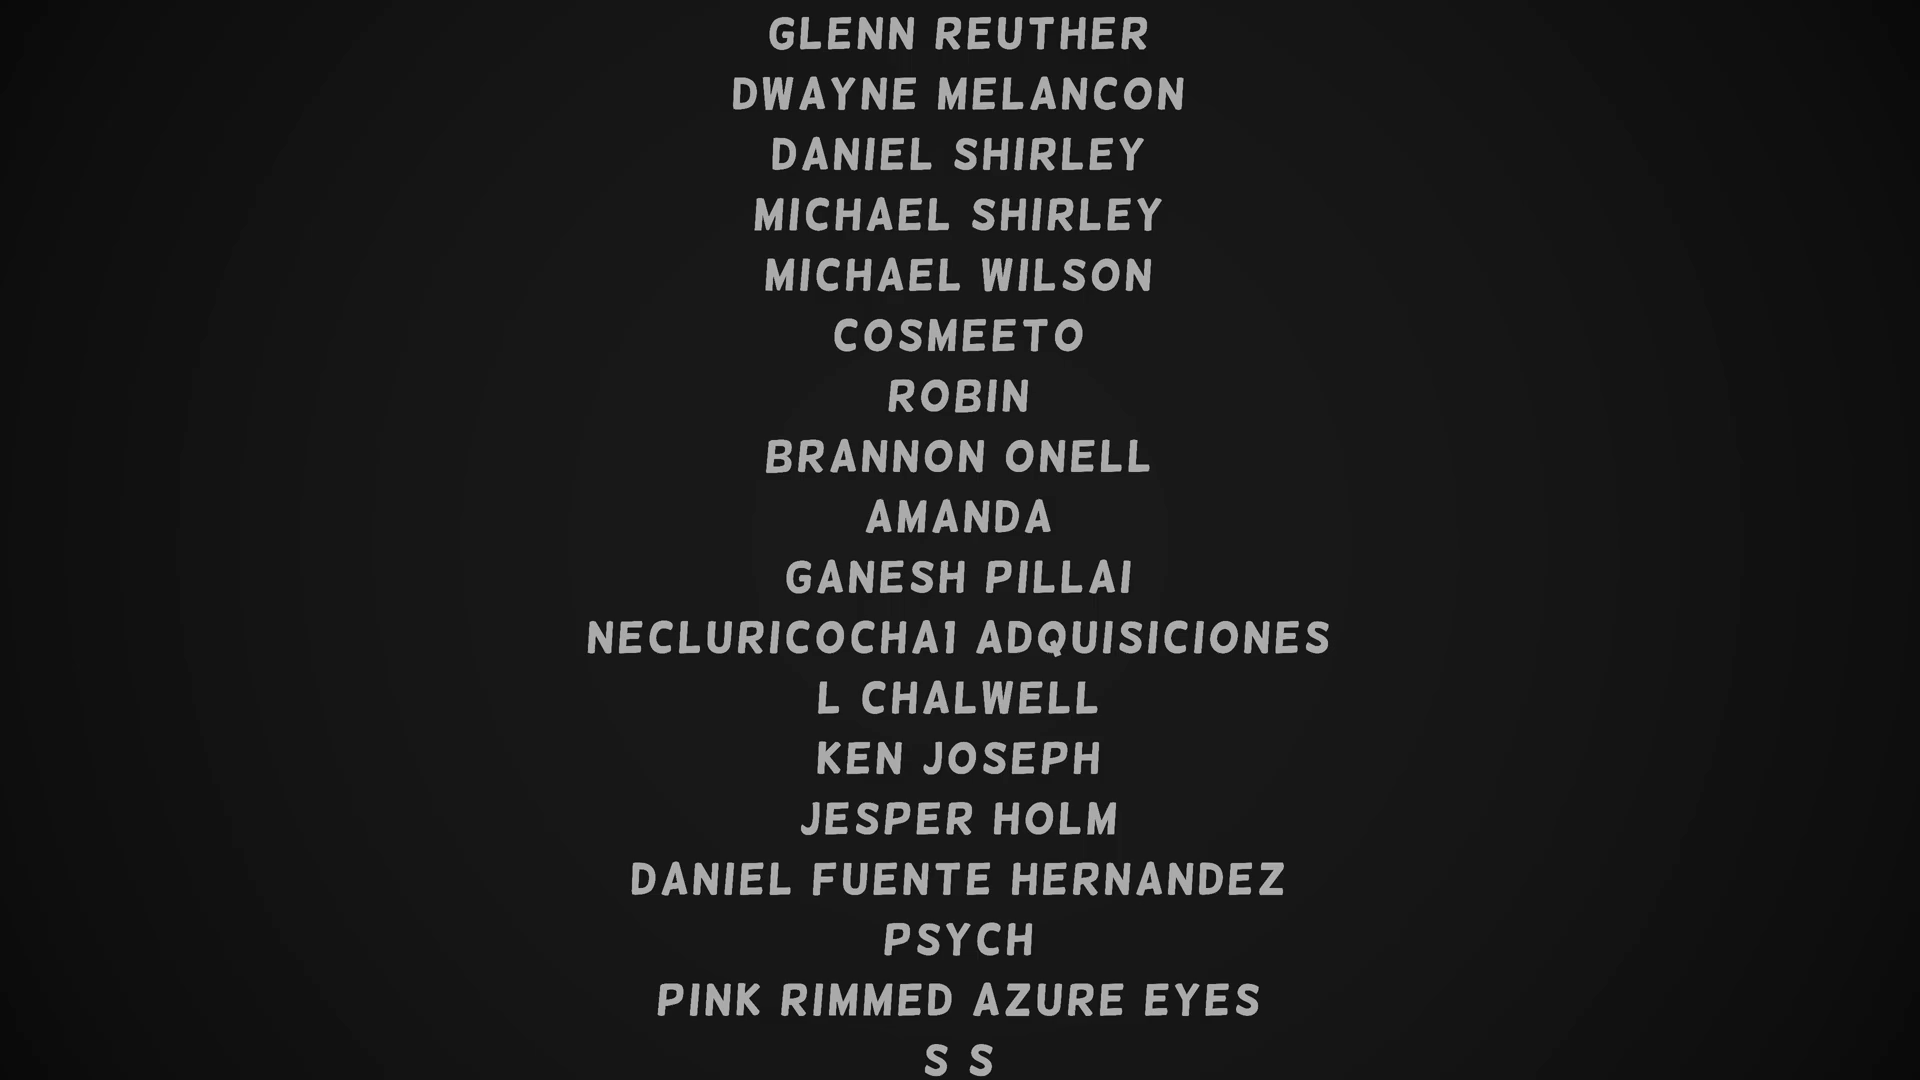 GLENN REUTHER
DWAYNE MELANCON
DANIEL SHIRLEY
MICHAEL SHIRLEY
MICHAEL WILSON
COSMEETO
ROBIN
BRANNON ONELL
AMANDA
GANESH PILLAI
NECLURICOCHA1 ADQUISICIONES
L CHALWELL
KEN JOSEPH
JESPER HOLM
DANIEL FUENTE HERNANDEZ
PSYCH
PINK RIMMED AZURE EYES
S S